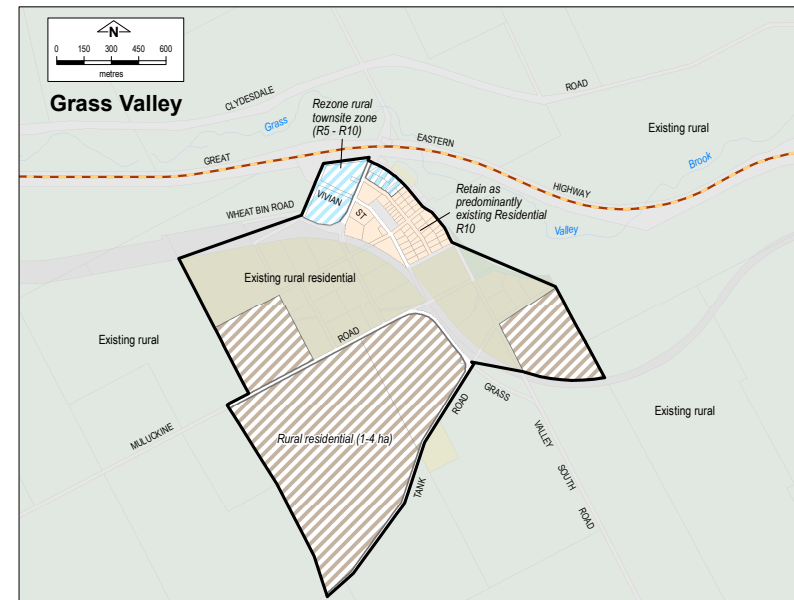 N
0 150 300 450 600
metres
Grass Valley
CLYDESDALE
ROAD
Rezone rural
townsite zone
(R5 - R10)
Grass
Existing rural
GREAT
EASTERN
HIGHWAY
Brook
Valley
Retain as
predominantly
existing Residential
R10
VIVIAN
ST
WHEAT BIN ROAD
Existing rural residential
Existing rural
ROAD
MULUCKINE
Rural residential (1-4 ha)
ROAD
TANK
GRASS
VALLEY
SOUTH
ROAD
Existing rural